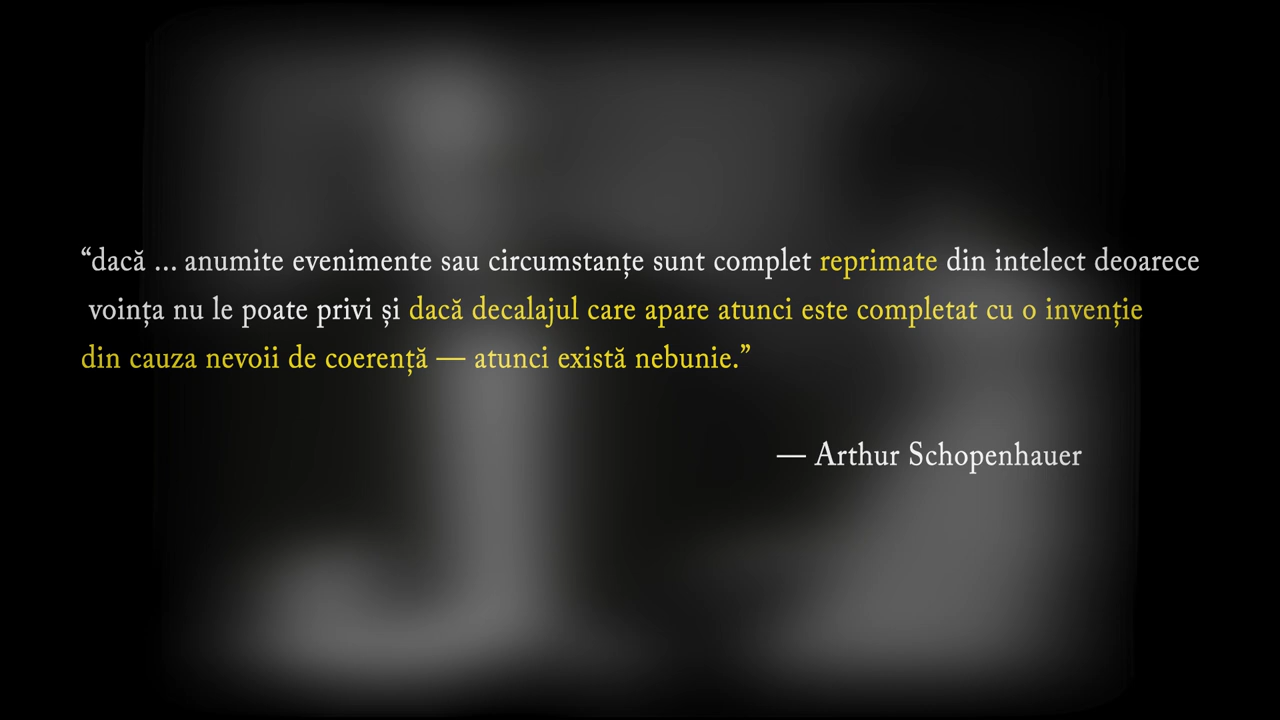 “dacă ... anumite evenimente sau circumstanțe sunt complet reprimate din intelect deoarece
voința nu le poate privi și dacă decalajul care apare atunci este completat cu o invenție
din cauza nevoii de coerență — atunci există nebunie.”
— Arthur Schopenhauer